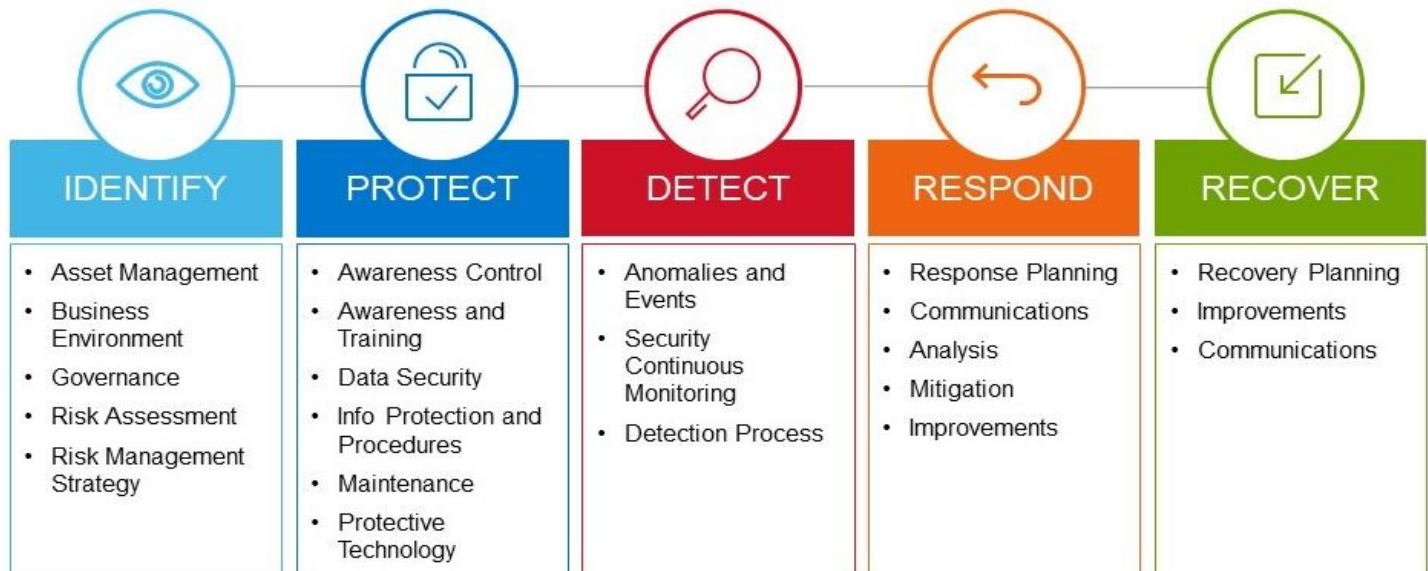 IDENTIFY
• Asset Management
• Business
Environment
• Governance
• Risk Assessment
• Risk Management
Strategy
PROTECT
• Awareness Control
• Awareness and
Training
• Data Security
• Info Protection and
Procedures
• Maintenance
• Protective
Technology
DETECT
• Anomalies and
Events
• Security
Continuous
Monitoring
• Detection Process
RESPOND
• Response Planning
• Communications
• Analysis
• Mitigation
• Improvements
RECOVER
• Recovery Planning
• Improvements
• Communications